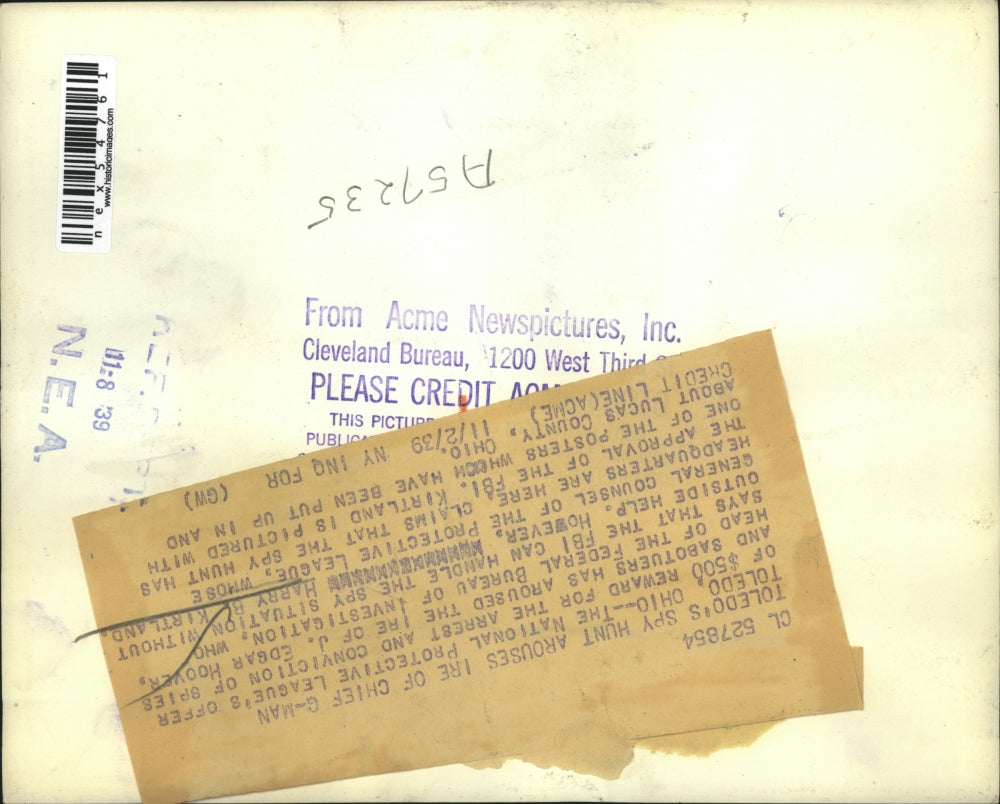 nex54761
www.historicimages.com
A57235
N.E.A.
11-8 '39
From Acme Newspictures, Inc.
Cleveland Bureau, 1200 West Third
PLEASE CREDIT
THIS PICTURE
CL 527854
TOLEDO'S SPY HUNT AROUSES IRE OF CHIEF G-MAN
TOLEDO, OHIO--THE NATIONAL PROTECTIVE LEAGUE'S OFFER
OF $500 REWARD FOR THE ARREST AND CONVICTION OF SPIES
AND SABOTUERS HAS AROUSED THE IRE OF J. EDGAR HOOVER,
HEAD OF THE FEDERAL BUREAU OF INVESTIGATION, WHO
SAYS THAT THE FBI CAN HANDLE THE SPY SITUATION WITHOUT
OUTSIDE HELP. HOWEVER, HARRY R. KIRTLAND,
GENERAL COUNSEL OF THE PROTECTIVE LEAGUE, WHOSE
HEADQUARTERS ARE HERE, CLAIMS THAT THE SPY HUNT HAS
THE APPROVAL OF THE FBI. KIRTLAND IS PICTURED WITH
ONE OF THE POSTERS WHICH HAVE BEEN PUT UP IN AND
ABOUT LUCAS COUNTY, OHIO.
CREDIT LINE(ACME) 11/2/39 NY INQ FOR (GW)